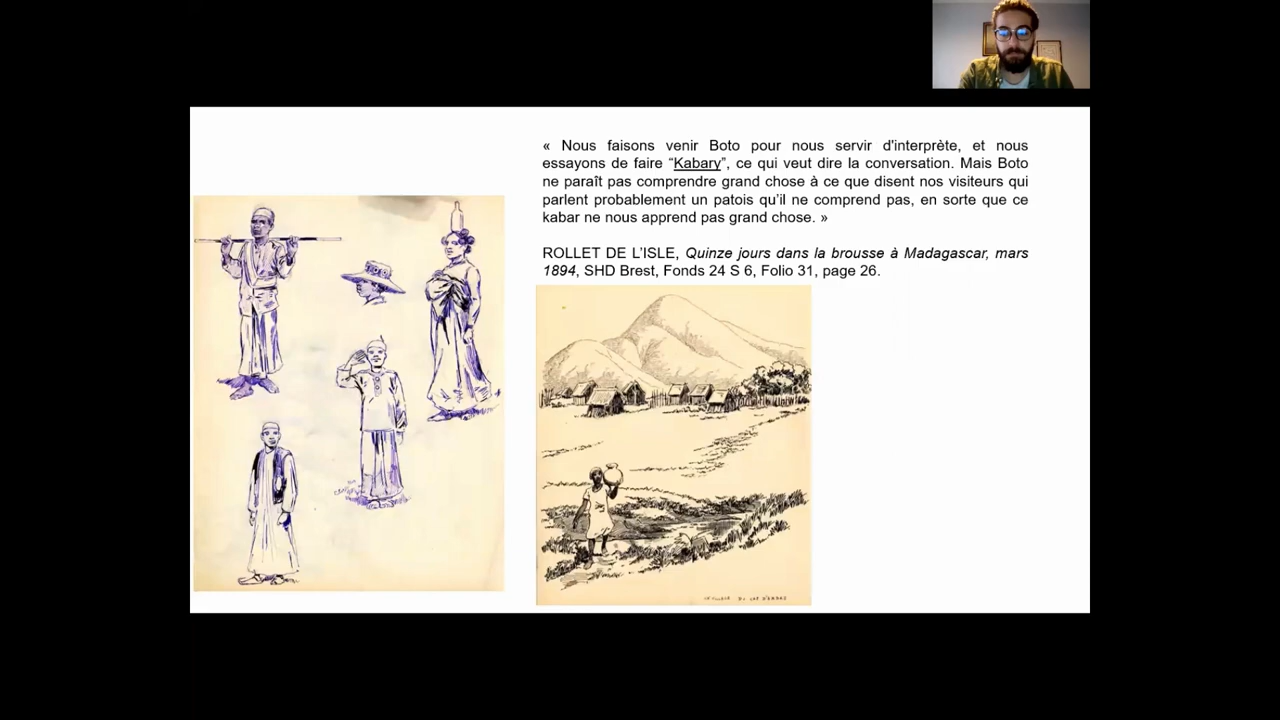 « Nous faisons venir Boto pour nous servir d'interprète, et nous
essayons de faire “Kabary”, ce qui veut dire la conversation. Mais Boto
ne paraît pas comprendre grand chose à ce que disent nos visiteurs qui
parlent probablement un patois qu’il ne comprend pas, en sorte que ce
kabar ne nous apprend pas grand chose. »
ROLLET DE L’ISLE, Quinze jours dans la brousse à Madagascar, mars
1894, SHD Brest, Fonds 24 S 6, Folio 31, page 26.